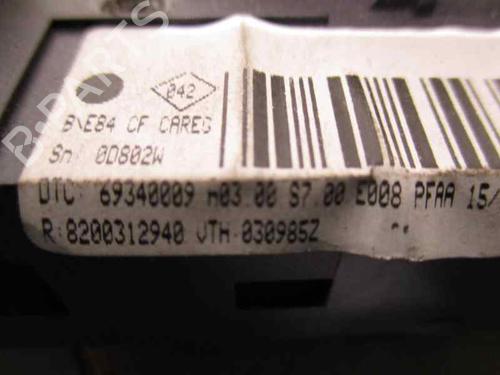 B-PARTS
042
B\E84 CF CAREG
Sn: 0D802W
DTC: 69340009 H03.00 S7.00 E008 PFAA 15/
R:8200312940 VTH 030985Z